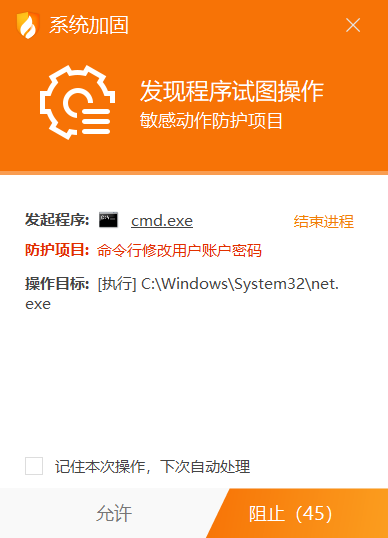 系统加固
发现程序试图操作
敏感动作防护项目
发起程序: cmd.exe 结束进程
防护项目: 命令行修改用户账户密码
操作目标: [执行] C:\Windows\System32\net.
exe
记住本次操作，下次自动处理
允许 阻止（45）